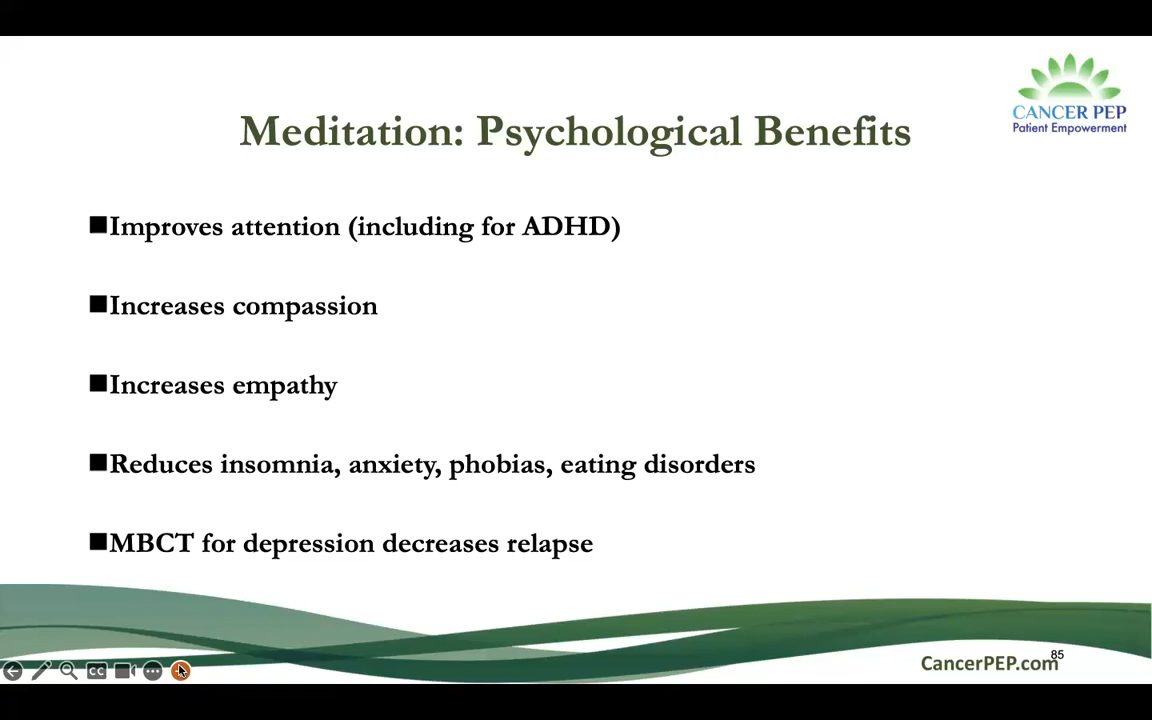 CANCER PEP
Patient Empowerment
Meditation: Psychological Benefits
Improves attention (including for ADHD)
Increases compassion
Increases empathy
Reduces insomnia, anxiety, phobias, eating disorders
MBCT for depression decreases relapse
CC
CancerPEP.com
85